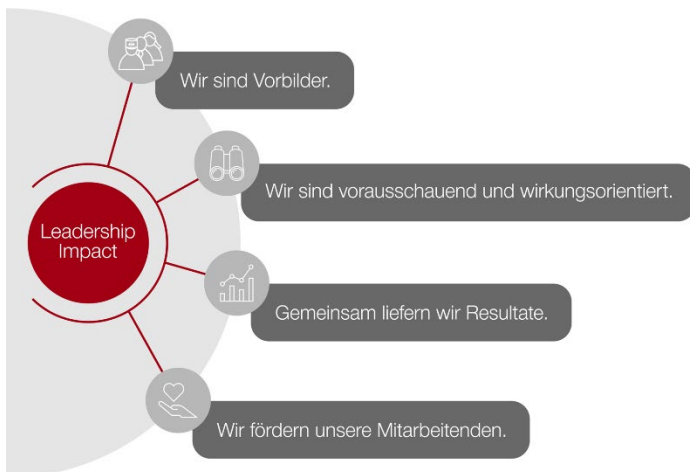 Wir sind Vorbilder.
Wir sind vorausschauend und wirkungsorientiert.
Leadership
Impact
Gemeinsam liefern wir Resultate.
Wir fördern unsere Mitarbeitenden.